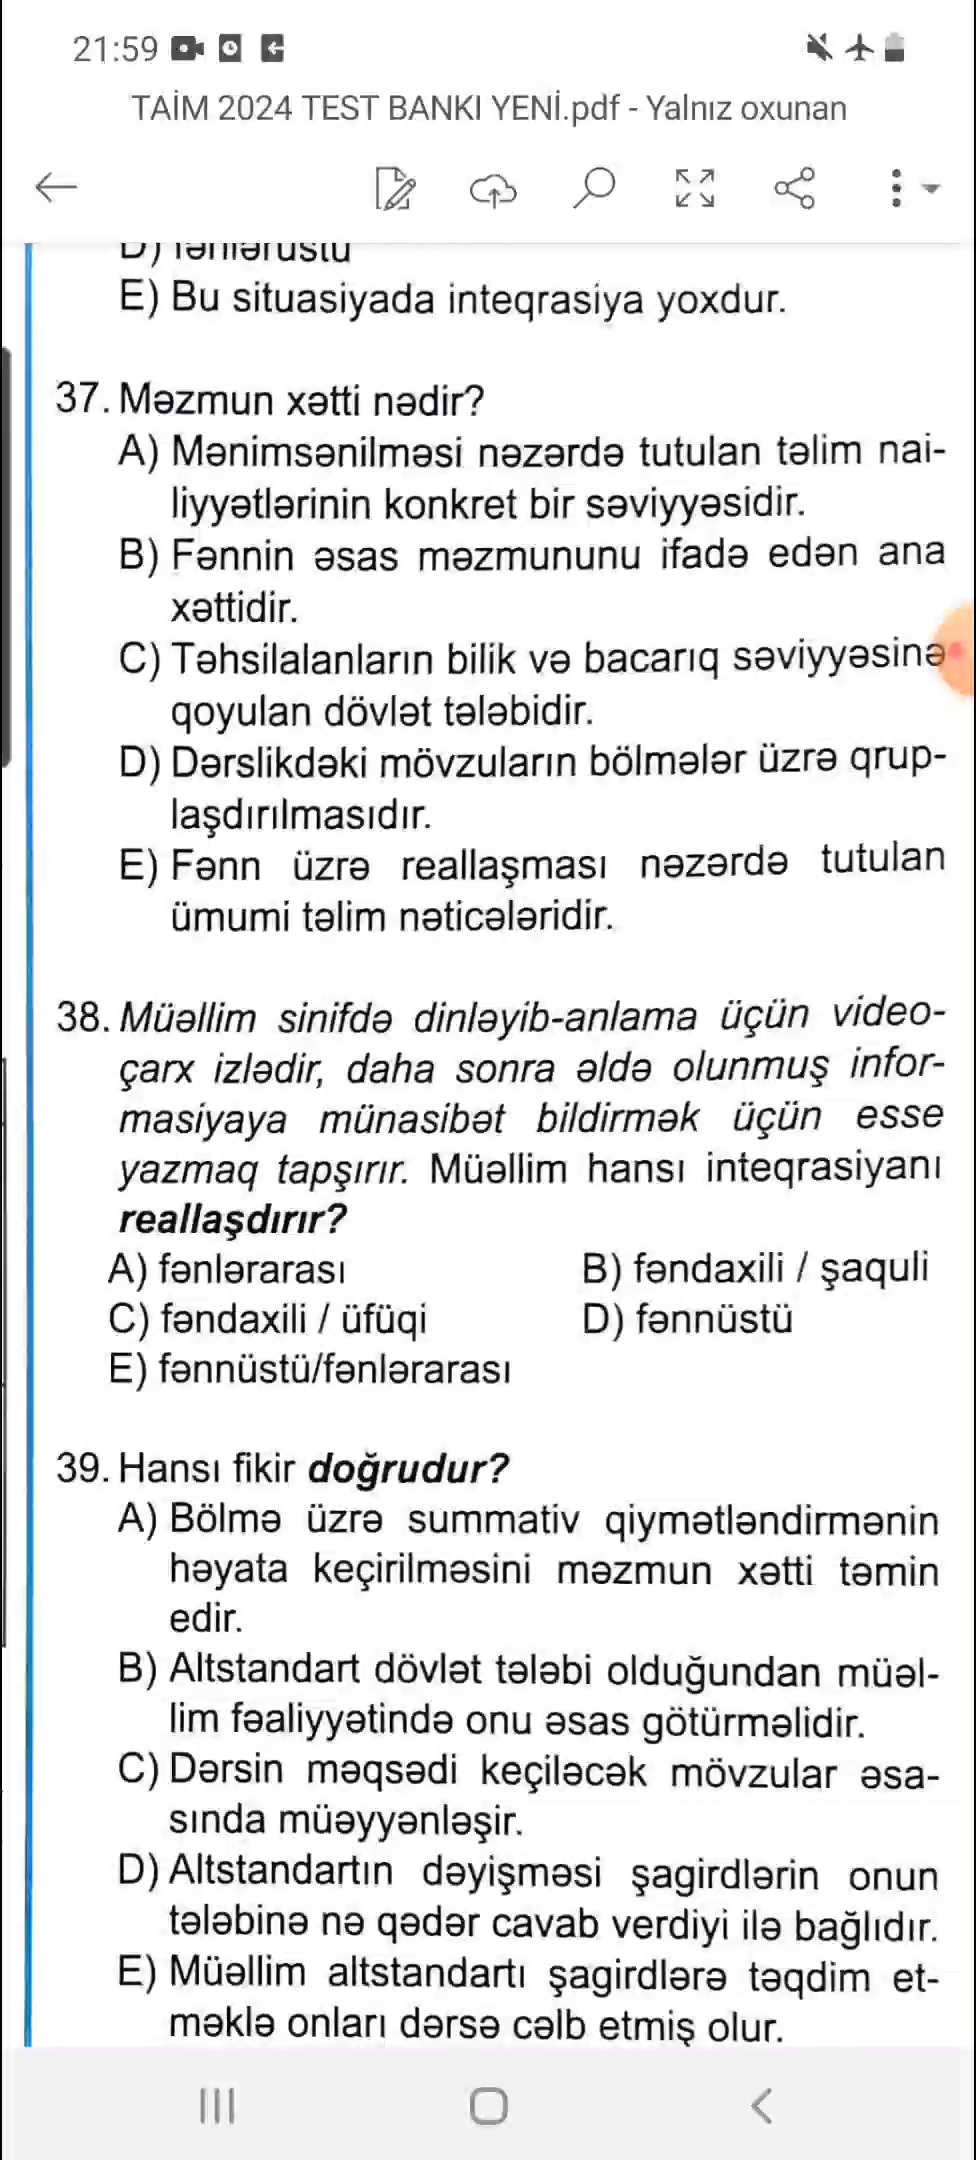 21:59
TAİM 2024 TEST BANKI YENİ.pdf - Yalnız oxunan
D) fənlərüstü
E) Bu situasiyada inteqrasiya yoxdur.
37. Məzmun xətti nədir?
A) Mənimsənilməsi nəzərdə tutulan təlim nai-
liyyətlərinin konkret bir səviyyəsidir.
B) Fənnin əsas məzmununu ifadə edən ana
xəttidir.
C) Təhsilalanların bilik və bacarıq səviyyəsinə
qoyulan dövlət tələbidir.
D) Dərslikdəki mövzuların bölmələr üzrə qrup-
laşdırılmasıdır.
E) Fənn üzrə reallaşması nəzərdə tutulan
ümumi təlim nəticələridir.
38. Müəllim sinifdə dinləyib-anlama üçün video-
çarx izlədir, daha sonra əldə olunmuş infor-
masiyaya münasibət bildirmək üçün esse
yazmaq tapşırır. Müəllim hansı inteqrasiyanı
reallaşdırır?
A) fənlərarası B) fəndaxili / şaquli
C) fəndaxili / üfüqi D) fənnüstü
E) fənnüstü/fənlərarası
39. Hansı fikir doğrudur?
A) Bölmə üzrə summativ qiymətləndirmənin
həyata keçirilməsini məzmun xətti təmin
edir.
B) Altstandart dövlət tələbi olduğundan müəl-
lim fəaliyyətində onu əsas götürməlidir.
C) Dərsin məqsədi keçiləcək mövzular əsa-
sında müəyyənləşir.
D) Altstandartın dəyişməsi şagirdlərin onun
tələbinə nə qədər cavab verdiyi ilə bağlıdır.
E) Müəllim altstandartı şagirdlərə təqdim et-
məklə onları dərsə cəlb etmiş olur.